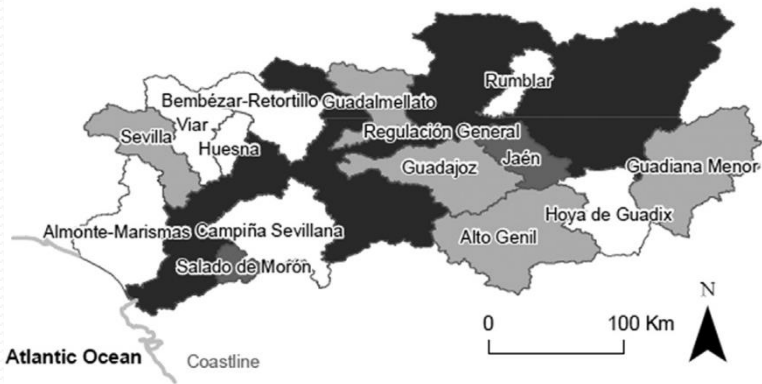 Rumblar
Bembézar-Retortillo
Guadalmellato
Viar
Sevilla
Regulación General
Huesna
Jaén
Guadajoz
Guadiana Menor
Hoya de Guadix
Almonte-Marismas
Campiña Sevillana
Alto Genil
Salado de Morón
N
0
100 Km
Atlantic Ocean
Coastline